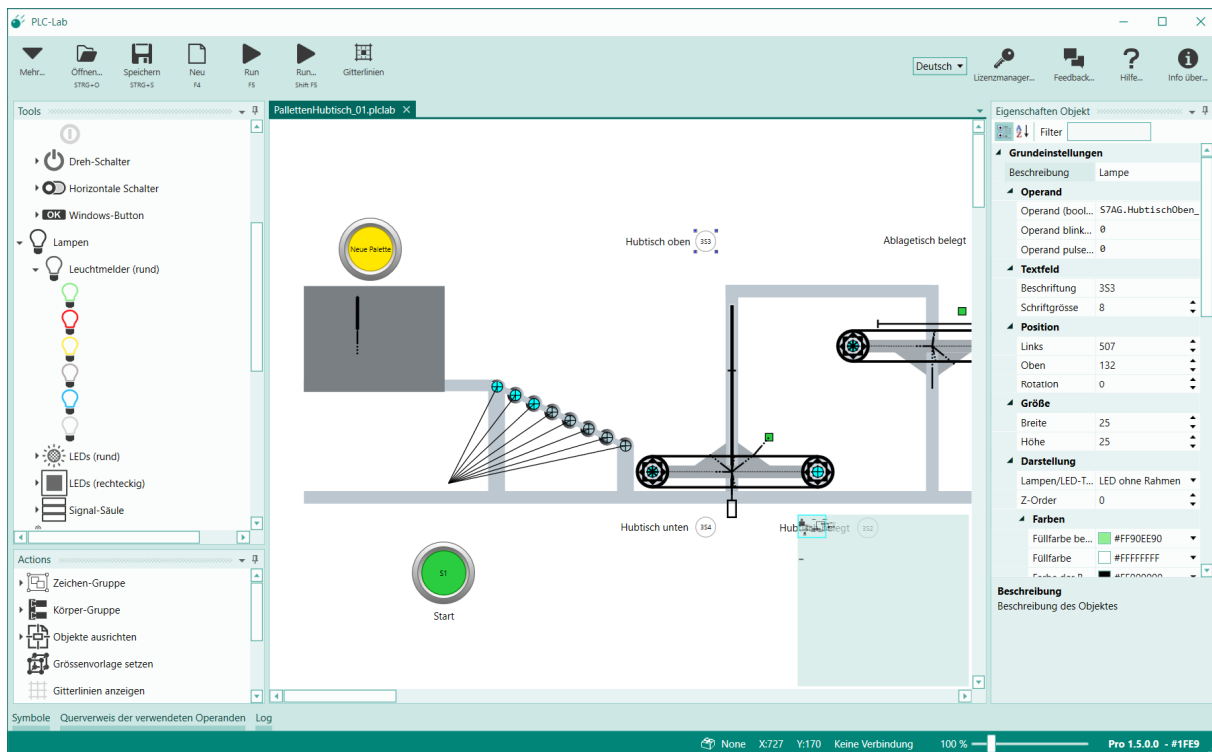 PLC-Lab
Mehr...
Öffnen...
STRG+O
Speichern
STRG+S
Neu
F4
Run
F5
Run...
Shift F5
Gitterlinien
Deutsch
Lizenzmanager...
Feedback...
Hilfe...
Info über...
Tools
Dreh-Schalter
Horizontale Schalter
OK Windows-Button
Lampen
Leuchtmelder (rund)
LEDs (rund)
LEDs (rechteckig)
Signal-Säule
Actions
Zeichen-Gruppe
Körper-Gruppe
Objekte ausrichten
Grössenvorlage setzen
Gitterlinien anzeigen
PallettenHubtisch_01.plclab
Neue Palette
Hubtisch oben 3S3
Ablagetisch belegt
Hubtisch unten 3S4
3S2
S1
Start
Eigenschaften Objekt
Filter
Grundeinstellungen
Beschreibung Lampe
Operand
Operand (bool... S7AG.HubtischOben_
Operand blink... 0
Operand pulse... 0
Textfeld
Beschriftung 3S3
Schriftgrösse 8
Position
Links 507
Oben 132
Rotation 0
Größe
Breite 25
Höhe 25
Darstellung
Lampen/LED-T... LED ohne Rahmen
Z-Order 0
Farben
Füllfarbe be... #FF90EE90
Füllfarbe #FFFFFFFF
Beschreibung
Beschreibung des Objektes
Symbole Querverweis der verwendeten Operanden Log
None X:727 Y:170 Keine Verbindung 100 % Pro 1.5.0.0 - #1FE9